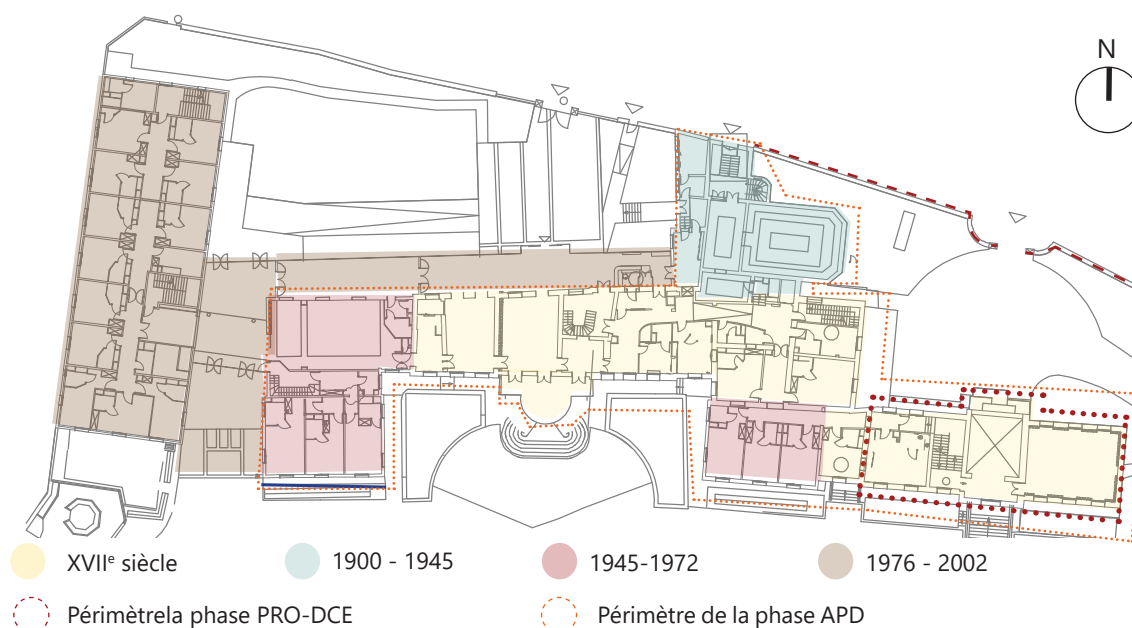 N
XVIIe siècle
1900 - 1945
1945-1972
1976 - 2002
Périmètrela phase PRO-DCE
Périmètre de la phase APD